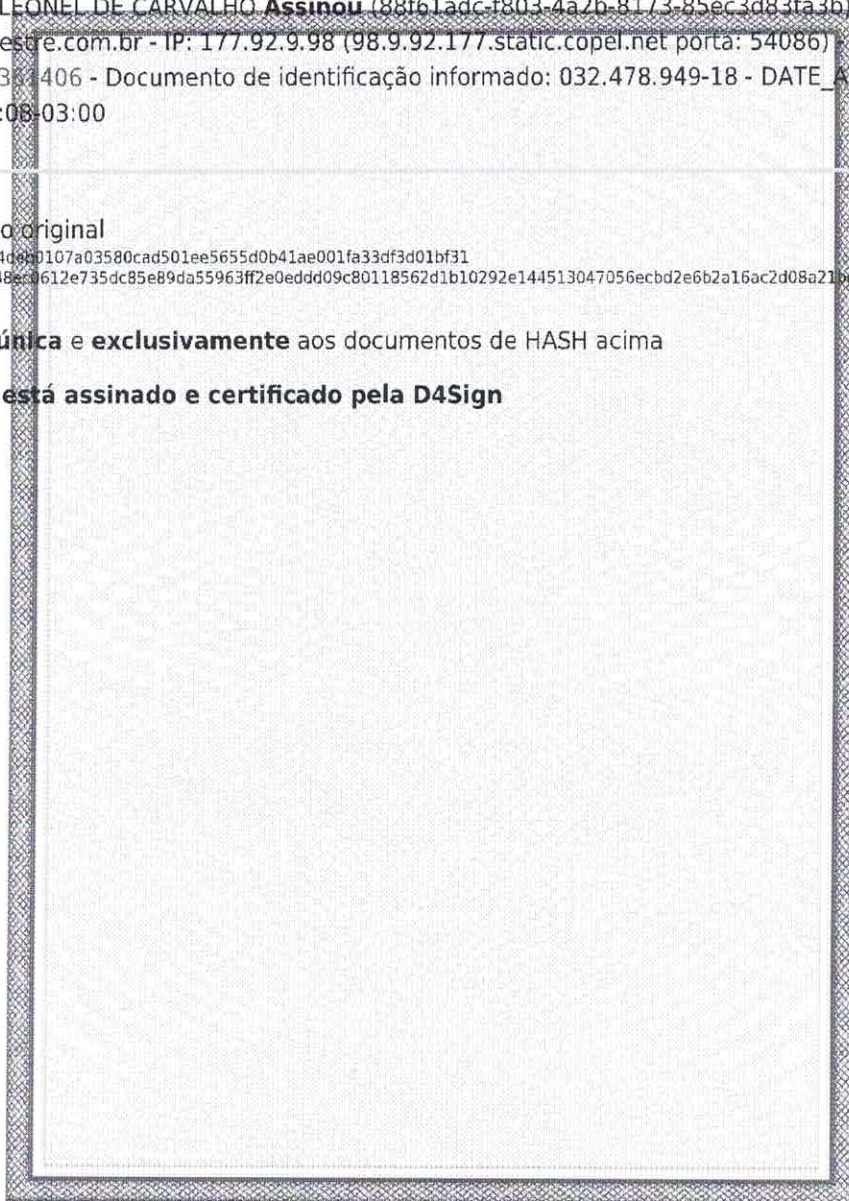 LEONEL DE CARVALHO Assinou (88f61adc-f803-4a2b-8173-85ec3d83fa3b)
estre.com.br - IP: 177.92.9.98 (98.9.92.177.static.copel.net porta: 54086) -
406 - Documento de identificação informado: 032.478.949-18 - DATE_A
:08-03:00
o original
0107a03580cad501ee5655d0b41ae001fa33df3d01bf31
0612e735dc85e89da55963ff2e0eddd09c80118562d1b10292e144513047056ecbd2e6b2a16ac2d08a21
única e exclusivamente aos documentos de HASH acima
está assinado e certificado pela D4Sign